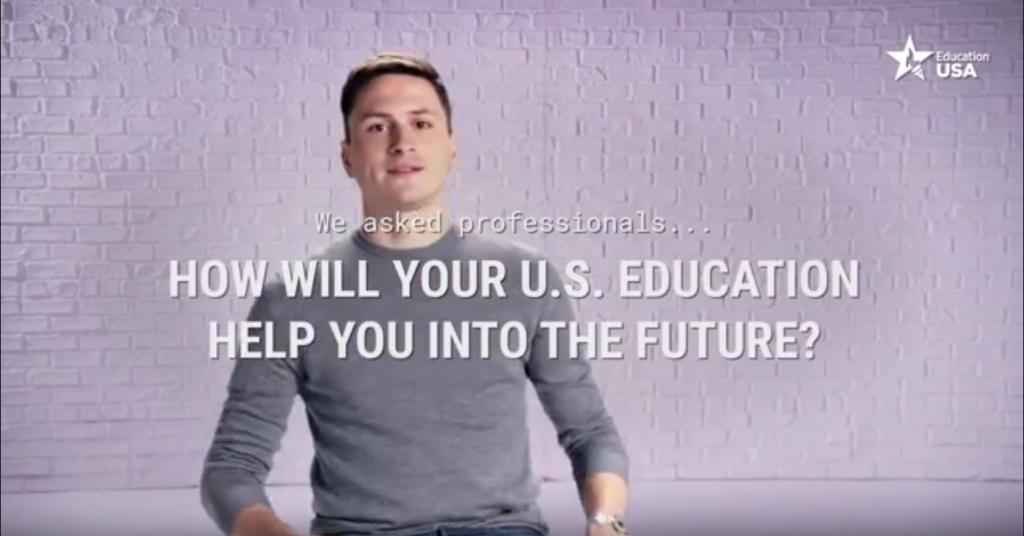 Education
USA
We asked professionals...
HOW WILL YOUR U.S. EDUCATION
HELP YOU INTO THE FUTURE?